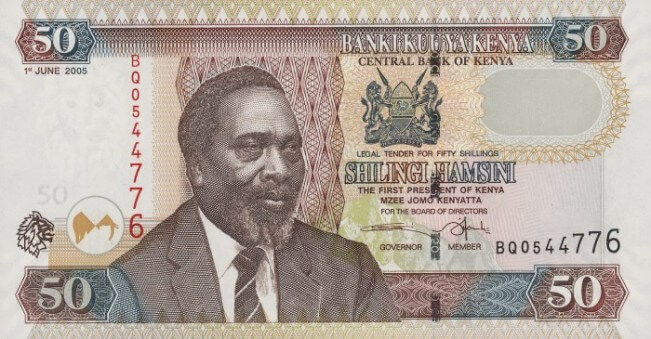 50
BANKI KUU YA KENYA
50
1ST JUNE 2005
CENTRAL BANK OF KENYA
BQ0544776
LEGAL TENDER FOR FIFTY SHILLINGS
SHILINGI HAMSINI
THE FIRST PRESIDENT OF KENYA
MZEE JOMO KENYATTA
FOR THE BOARD OF DIRECTORS
50
GOVERNOR MEMBER
BQ0544776
50
50